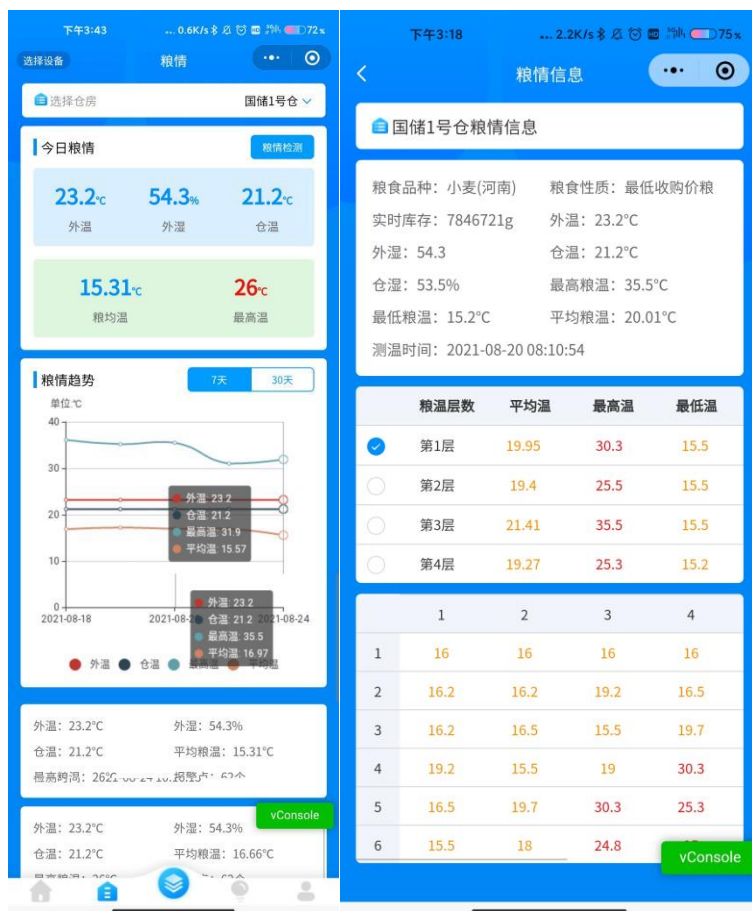 下午3:43
0.6K/s
72%
选择设备
粮情
选择仓房
国储1号仓
今日粮情
粮情检测
23.2℃
54.3%
21.2℃
外温
外湿
仓温
15.31℃
26℃
粮均温
最高温
粮情趋势
7天
30天
单位:℃
40
30
20
10
0
外温: 23.2
仓温: 21.2
最高温: 31.9
平均温: 15.57
外温: 23.2
仓温: 21.2
最高温: 35.5
平均温: 16.97
2021-08-18
2021-08-2
2021-08-24
外温
仓温
外温：23.2℃
外湿：54.3%
仓温：21.2℃
平均粮温：15.31℃
外温：23.2℃
外湿：54.3%
仓温：21.2℃
平均粮温：16.66℃
vConsole
下午3:18
2.2K/s
75%
粮情信息
国储1号仓粮情信息
粮食品种：小麦(河南)
粮食性质：最低收购价粮
实时库存：7846721g
外温：23.2℃
外湿：54.3
仓温：21.2℃
仓湿：53.5%
最高粮温：35.5℃
最低粮温：15.2℃
平均粮温：20.01℃
测温时间：2021-08-20 08:10:54
粮温层数 平均温 最高温 最低温
第1层 19.95 30.3 15.5
第2层 19.4 25.5 15.5
第3层 21.41 35.5 15.5
第4层 19.27 25.3 15.2
1 2 3 4
1 16 16 16 16
2 16.2 16.2 19.2 16.5
3 16.2 16.5 15.5 19.7
4 19.2 15.5 19 30.3
5 16.5 19.7 30.3 25.3
6 15.5 18 24.8
vConsole